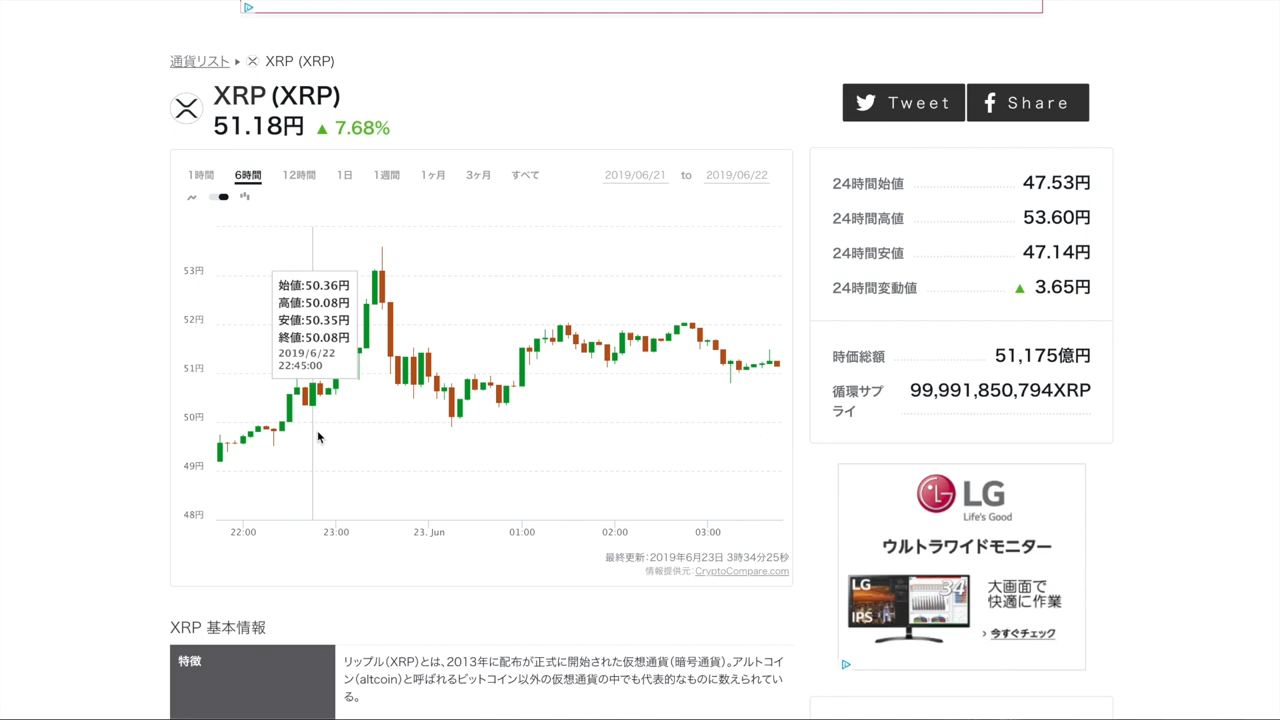 通貨リスト ▸ XRP (XRP)
XRP (XRP)
51.18円 ▲ 7.68%
Tweet
Share
1時間 6時間 12時間 1日 1週間 1ヶ月 3ヶ月 すべて 2019/06/21 to 2019/06/22
53円
52円
51円
50円
49円
48円
始値:50.36円
高値:50.08円
安値:50.35円
終値:50.08円
2019/6/22
22:45:00
22:00 23:00 23. Jun 01:00 02:00 03:00
最終更新:2019年6月23日 3時34分25秒
情報提供元:CryptoCompare.com
24時間始値 47.53円
24時間高値 53.60円
24時間安値 47.14円
24時間変動値 ▲ 3.65円
時価総額 51,175億円
循環サプライ 99,991,850,794XRP
LG
Life's Good
ウルトラワイドモニター
LG
34
IPS
大画面で
快適に作業
› 今すぐチェック
XRP 基本情報
特徴
リップル(XRP)とは、2013年に配布が正式に開始された仮想通貨(暗号通貨)。アルトコイ
ン(altcoin)と呼ばれるビットコイン以外の仮想通貨の中でも代表的なものに数えられてい
る。